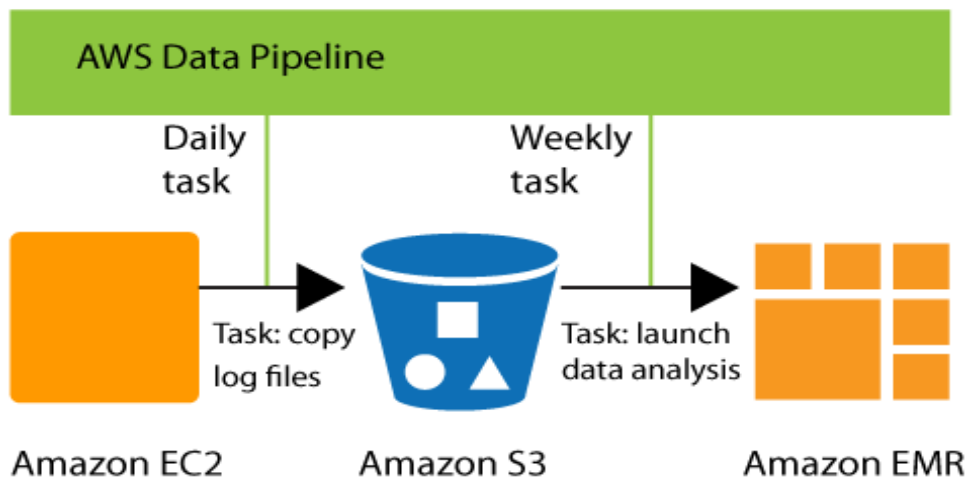 AWS Data Pipeline
Daily
task
Weekly
task
Task: copy
log files
Task: launch
data analysis
Amazon EC2
Amazon S3
Amazon EMR